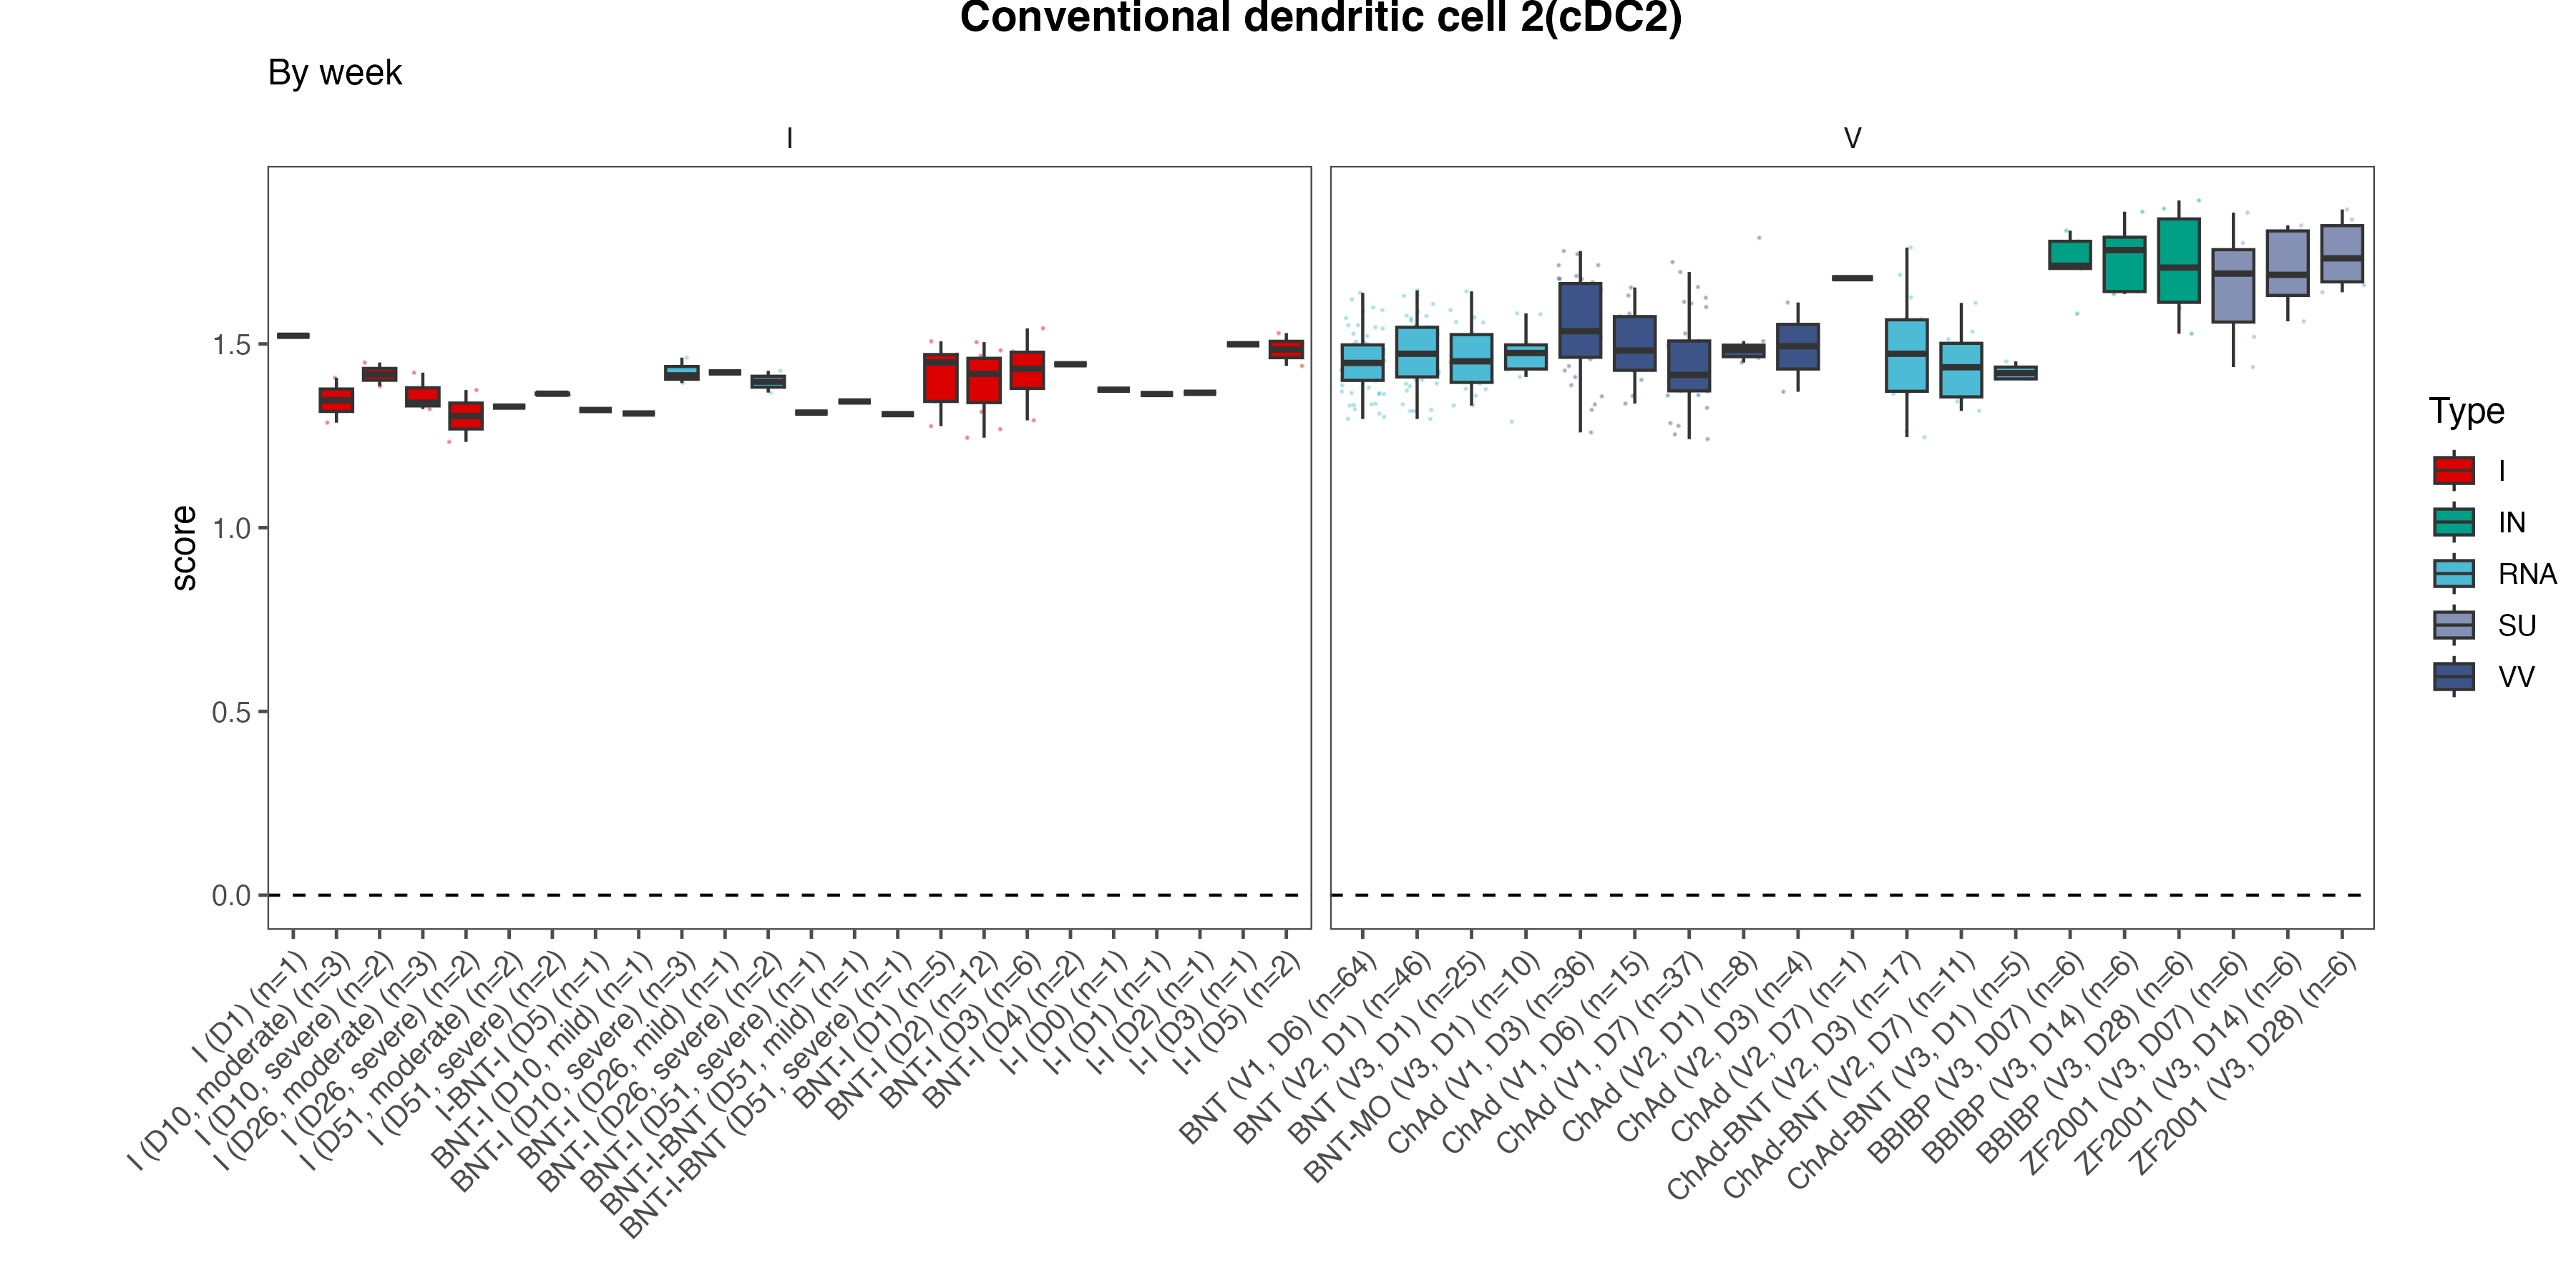 Conventional dendritic cell 2(cDC2)
By week
I
V
score
1.5
1.0
0.5
0.0
I (D1) (n=1)
I (D10, moderate) (n=3)
I (D10, severe) (n=2)
I (D26, moderate) (n=3)
I (D26, severe) (n=2)
I (D51, moderate) (n=2)
I (D51, severe) (n=2)
I-BNT-I (D5) (n=1)
BNT-I (D10, mild) (n=1)
BNT-I (D10, severe) (n=3)
BNT-I (D26, mild) (n=1)
BNT-I (D26, severe) (n=2)
BNT-I (D51, severe) (n=1)
BNT-I-BNT (D51, mild) (n=1)
BNT-I-BNT (D51, severe) (n=1)
BNT-I (D1) (n=5)
BNT-I (D2) (n=12)
BNT-I (D3) (n=6)
BNT-I (D4) (n=2)
I-I (D0) (n=1)
I-I (D1) (n=1)
I-I (D2) (n=1)
I-I (D3) (n=1)
I-I (D5) (n=2)
BNT (V1, D6) (n=64)
BNT (V2, D1) (n=46)
BNT (V3, D1) (n=25)
BNT-MO (V3, D1) (n=10)
ChAd (V1, D3) (n=36)
ChAd (V1, D6) (n=15)
ChAd (V1, D7) (n=37)
ChAd (V2, D1) (n=8)
ChAd (V2, D3) (n=4)
ChAd (V2, D7) (n=1)
ChAd-BNT (V2, D3) (n=17)
ChAd-BNT (V2, D7) (n=11)
ChAd-BNT (V3, D1) (n=5)
BBIBP (V3, D07) (n=6)
BBIBP (V3, D14) (n=6)
BBIBP (V3, D28) (n=6)
ZF2001 (V3, D07) (n=6)
ZF2001 (V3, D14) (n=6)
ZF2001 (V3, D28) (n=6)
Type
I
IN
RNA
SU
VV